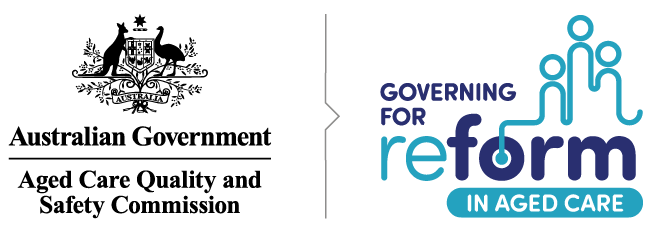 AUSTRALIA
Australian Government
Aged Care Quality and
Safety Commission
GOVERNING
FOR
reform
IN AGED CARE